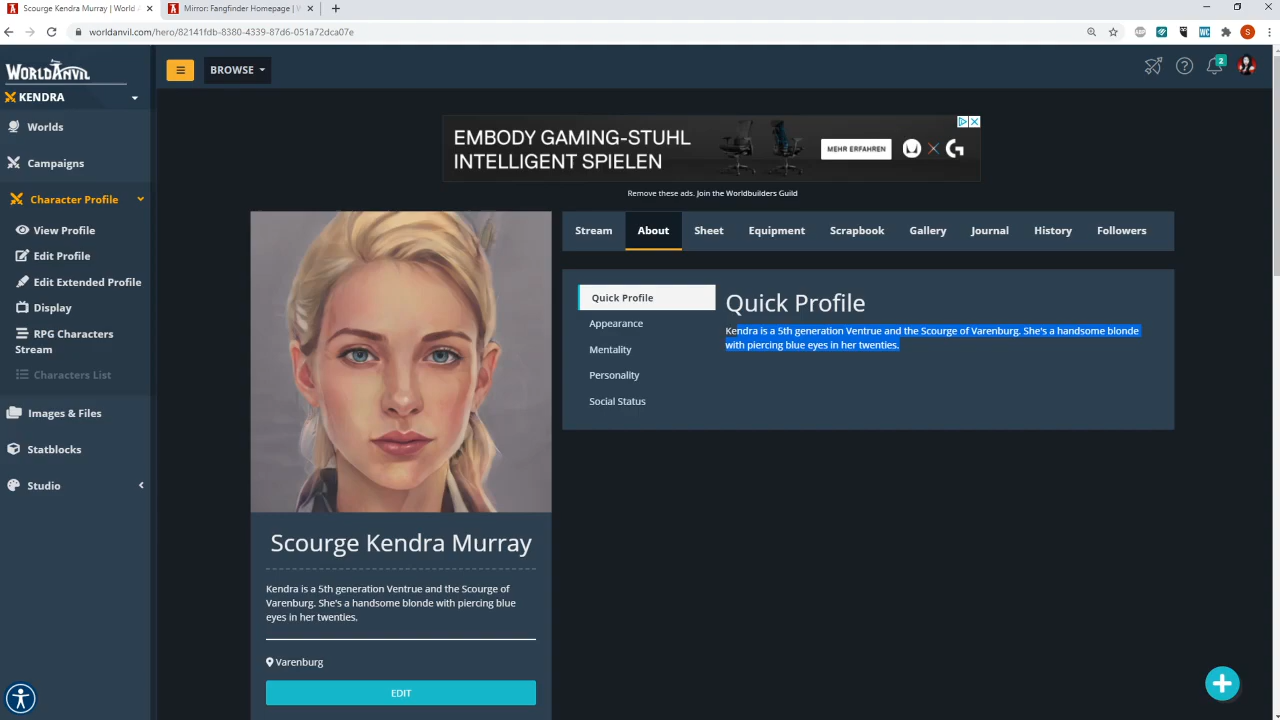 Scourge Kendra Murray | World A
Mirror: Fangfinder Homepage | W
worldanvil.com/hero/82141fdb-8380-4339-87d6-051a72dca07e
ABP
WC
S
WORLDANVIL
KENDRA
Worlds
Campaigns
Character Profile
View Profile
Edit Profile
Edit Extended Profile
Display
RPG Characters
Stream
Characters List
Images & Files
Statblocks
Studio
BROWSE
2
EMBODY GAMING-STUHL
INTELLIGENT SPIELEN
MEHR ERFAHREN
Remove these ads. Join the Worldbuilders Guild
Scourge Kendra Murray
Kendra is a 5th generation Ventrue and the Scourge of
Varenburg. She's a handsome blonde with piercing blue
eyes in her twenties.
Varenburg
EDIT
Stream About Sheet Equipment Scrapbook Gallery Journal History Followers
Quick Profile
Appearance
Mentality
Personality
Social Status
Quick Profile
Kendra is a 5th generation Ventrue and the Scourge of Varenburg. She's a handsome blonde
with piercing blue eyes in her twenties.